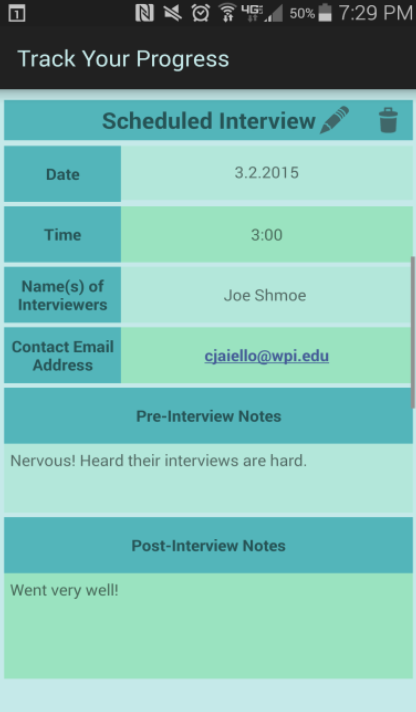 1 4G 50% 7:29 PM
Track Your Progress
Scheduled Interview
Date 3.2.2015
Time 3:00
Name(s) of
Interviewers
Joe Shmoe
Contact Email
Address
cjaiello@wpi.edu
Pre-Interview Notes
Nervous! Heard their interviews are hard.
Post-Interview Notes
Went very well!